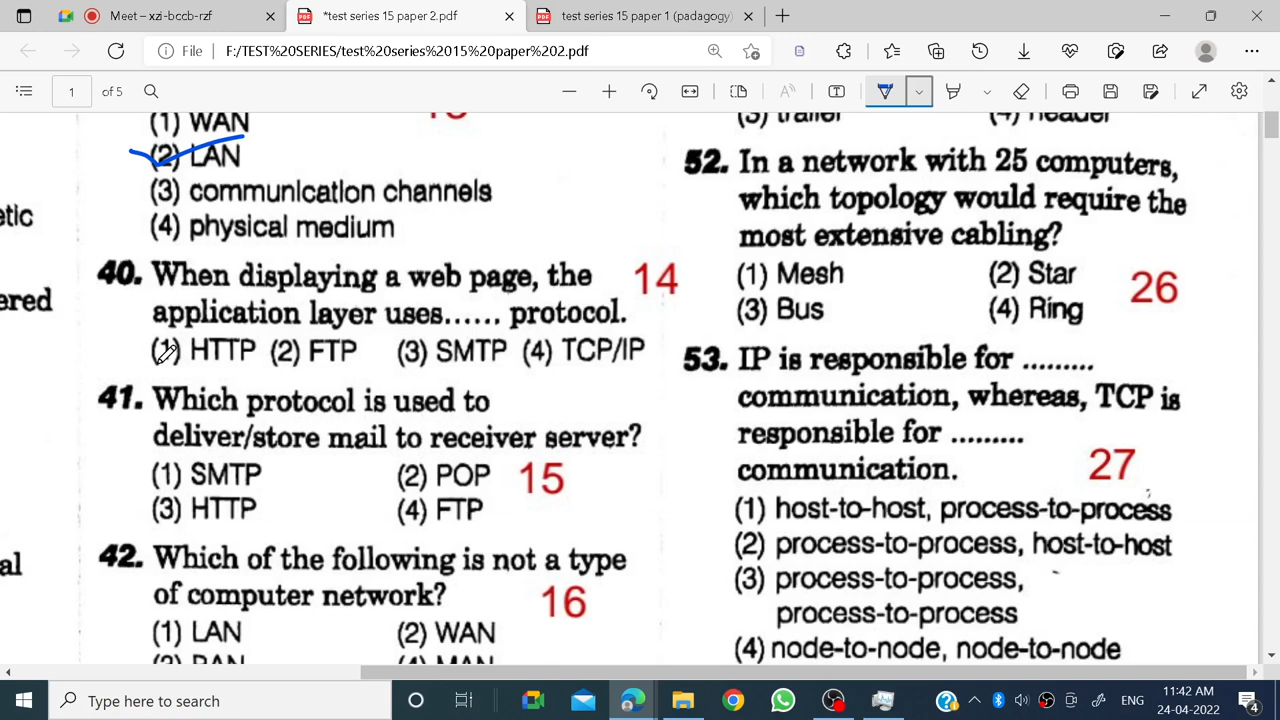 Meet – xzi-bccb-rzf
*test series 15 paper 2.pdf
test series 15 paper 1 (padagogy)
File
F:/TEST%20SERIES/test%20series%2015%20paper%202.pdf
1
of 5
(1) WAN
(2) LAN
(3) communication channels
(4) physical medium
etic
ered
al
40. When displaying a web page, the
application layer uses...... protocol.
14
(1) HTTP (2) FTP (3) SMTP (4) TCP/IP
41. Which protocol is used to
deliver/store mail to receiver server?
(1) SMTP (2) POP
15
(3) HTTP (4) FTP
42. Which of the following is not a type
of computer network?
16
(1) LAN (2) WAN
(4) MAN
(3) trailer (4) header
52. In a network with 25 computers,
which topology would require the
most extensive cabling?
(1) Mesh (2) Star
26
(3) Bus (4) Ring
53. IP is responsible for .........
communication, whereas, TCP is
responsible for .........
communication.
27
(1) host-to-host, process-to-process
(2) process-to-process, host-to-host
(3) process-to-process,
process-to-process
(4) node-to-node, node-to-node
Type here to search
ENG
11:42 AM
24-04-2022
4